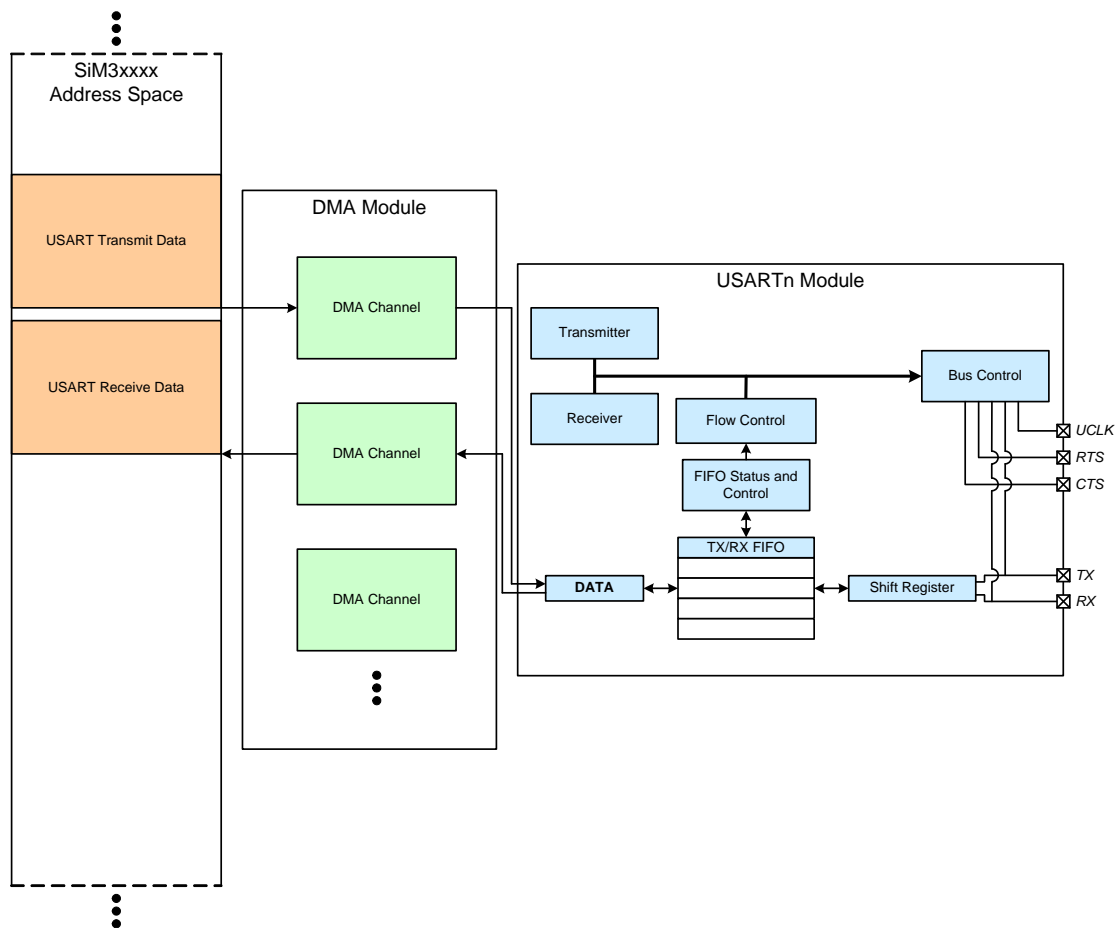 SiM3xxxx
Address Space
USART Transmit Data
USART Receive Data
DMA Module
DMA Channel
DMA Channel
DMA Channel
USARTn Module
Transmitter
Receiver
Bus Control
Flow Control
FIFO Status and
Control
TX/RX FIFO
DATA
Shift Register
UCLK
RTS
CTS
TX
RX